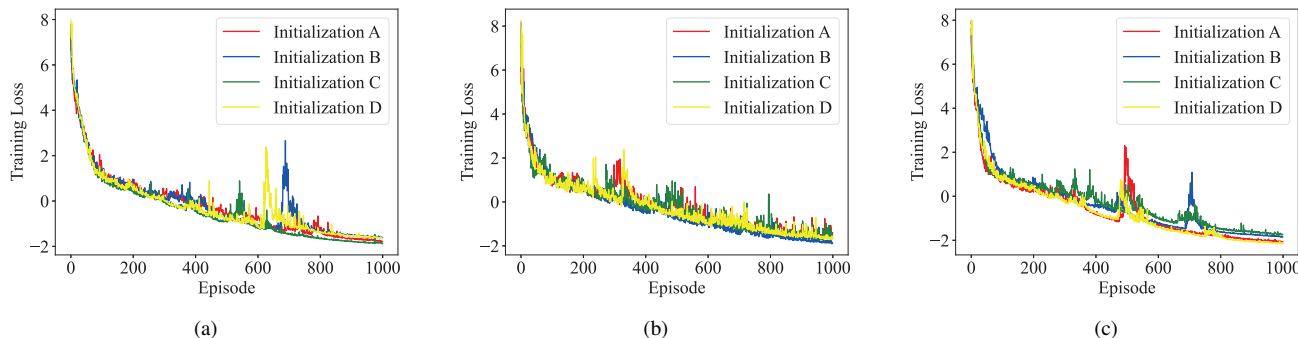 8
6
4
2
0
−2
Training Loss
0
200
400
600
800
1000
Episode
Initialization A
Initialization B
Initialization C
Initialization D
(a)
8
6
4
2
0
−2
Training Loss
0
200
400
600
800
1000
Episode
Initialization A
Initialization B
Initialization C
Initialization D
(b)
8
6
4
2
0
−2
Training Loss
0
200
400
600
800
1000
Episode
Initialization A
Initialization B
Initialization C
Initialization D
(c)